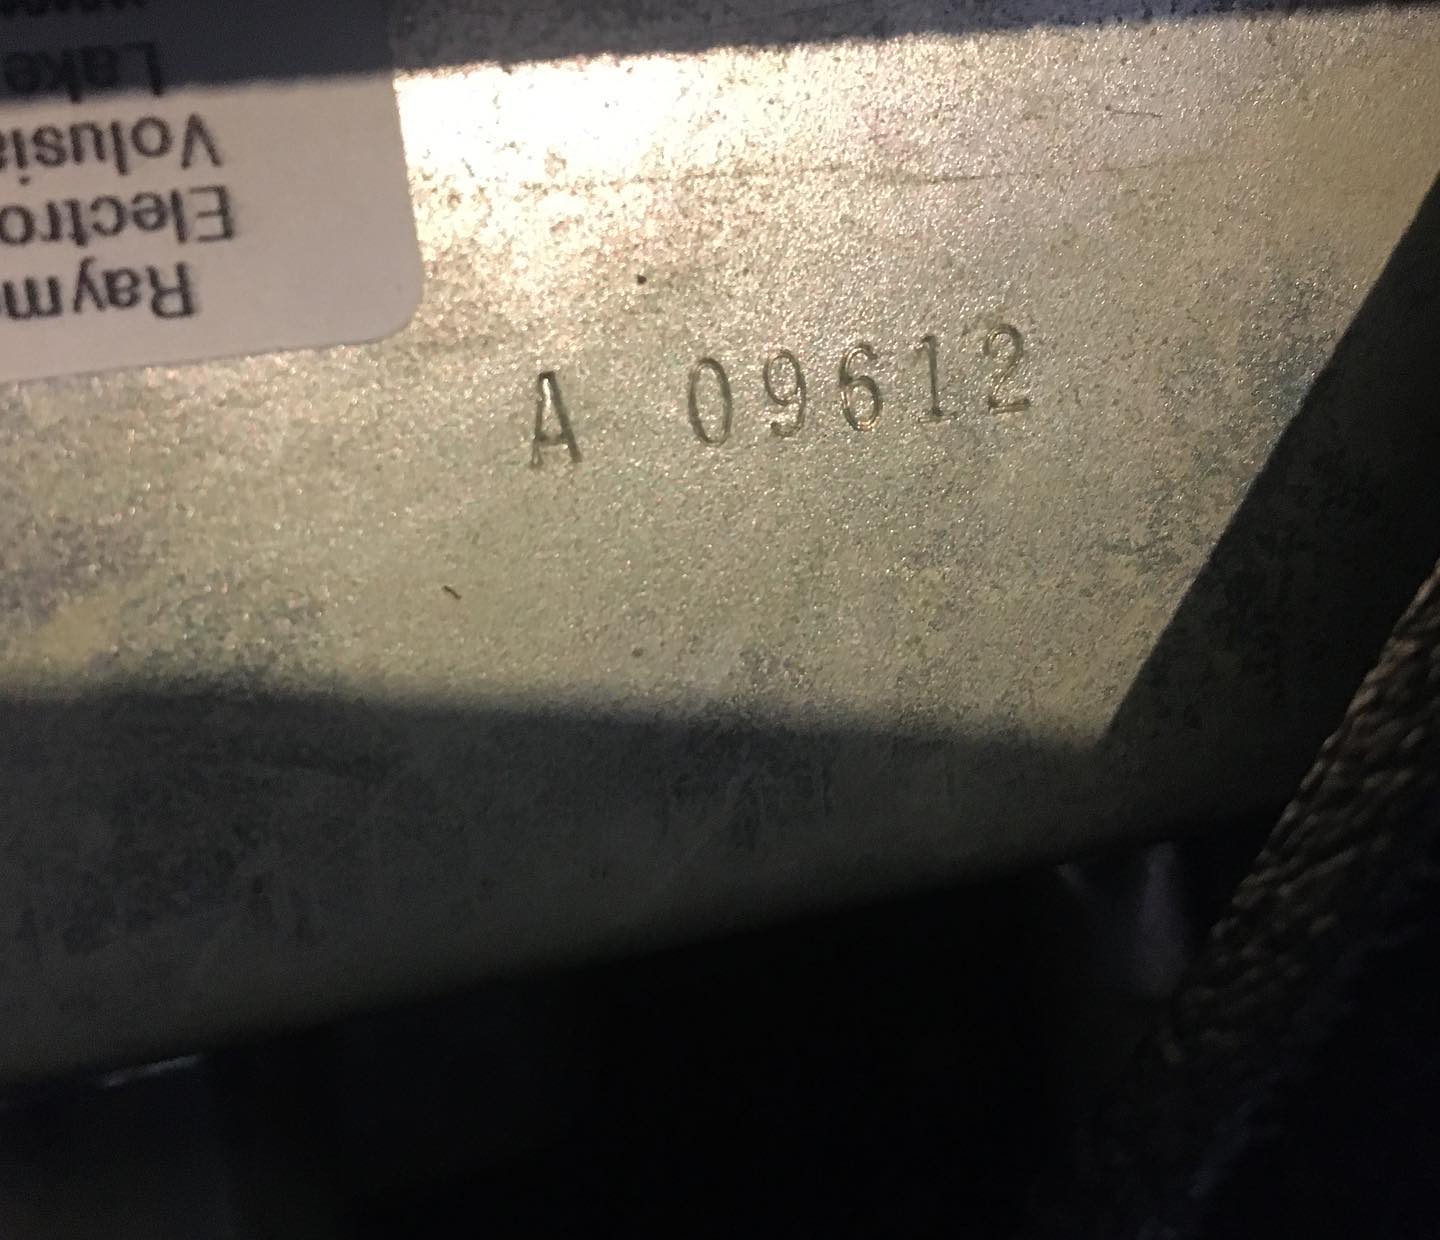 Raym
Electro
Volusia
Lake
A 09612